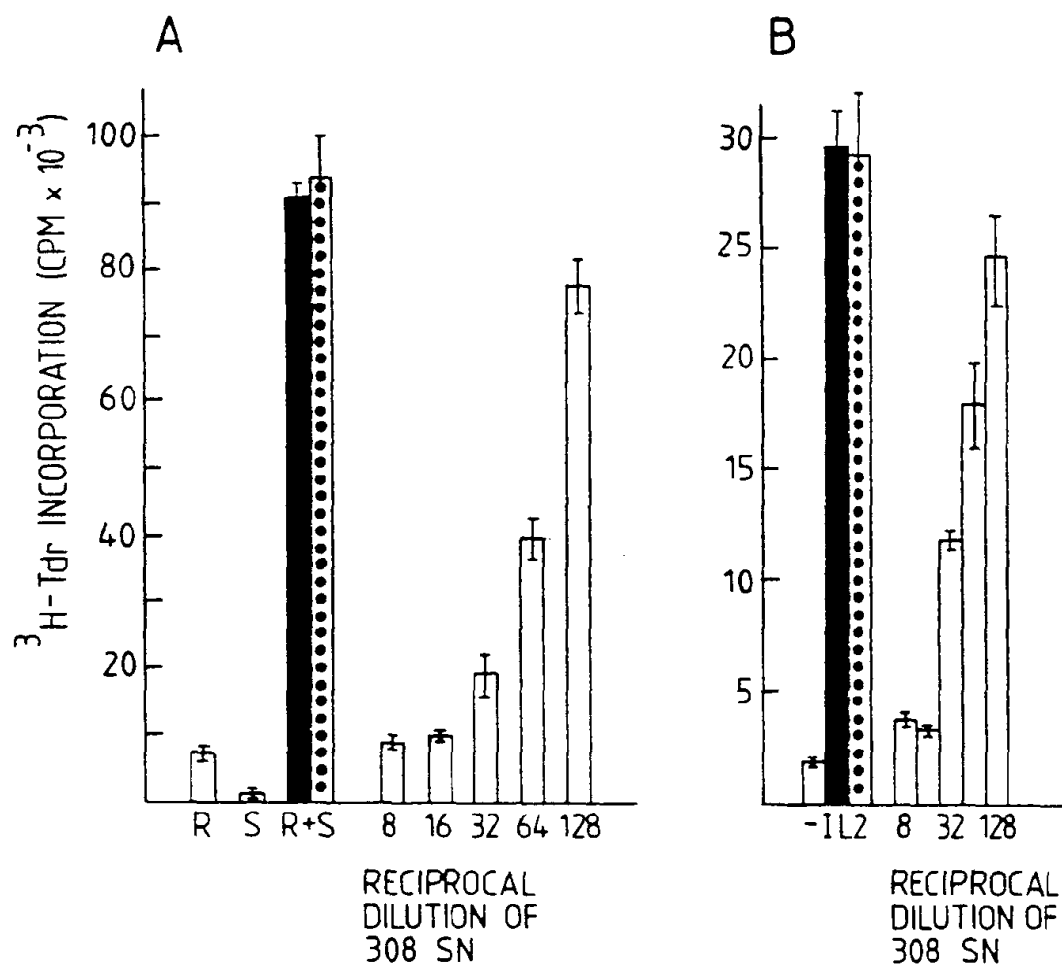 A
B
³H-Tdr INCORPORATION (CPM × 10⁻³)
100
80
60
40
20
R S R+S 8 16 32 64 128
RECIPROCAL
DILUTION OF
308 SN
30
25
20
15
10
5
-IL2 8 32 128
RECIPROCAL
DILUTION OF
308 SN